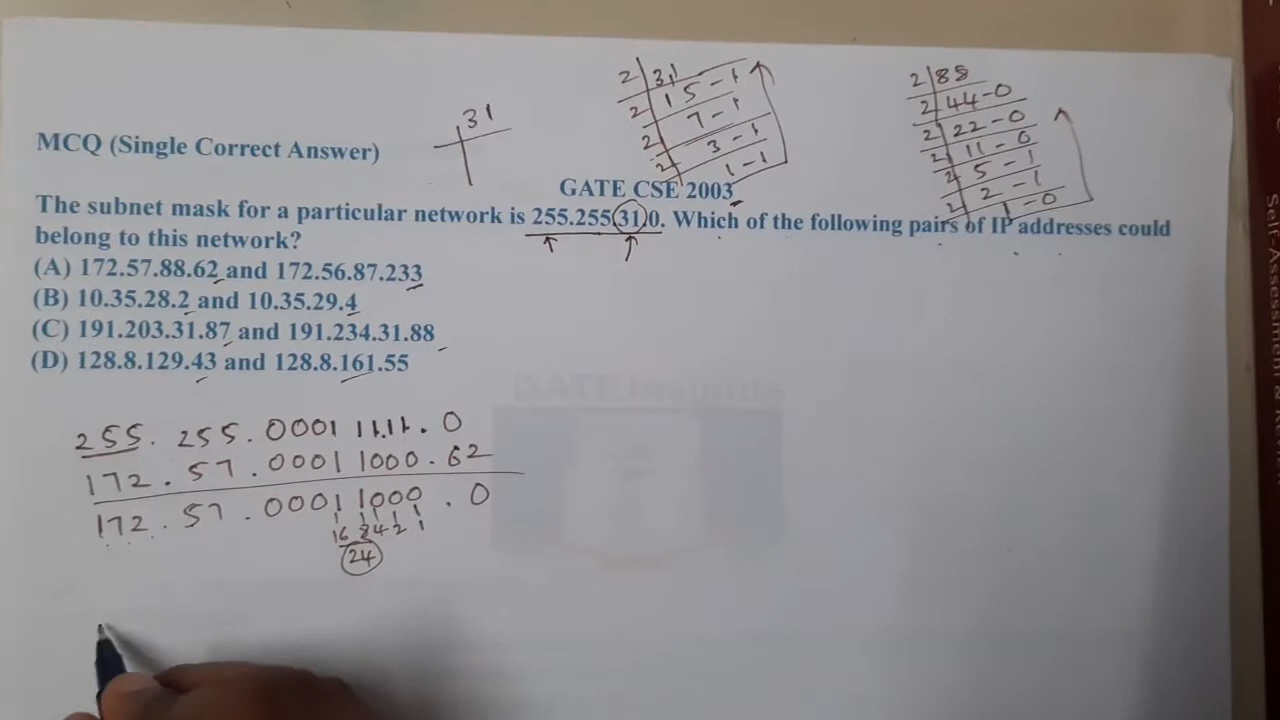 31
2 31
2 15 - 1
2 7 - 1
2 3 - 1
1 - 1
2 88
2 44 - 0
2 22 - 0
2 11 - 0
2 5 - 1
2 2 - 1
1 - 0
MCQ (Single Correct Answer)
GATE CSE 2003
The subnet mask for a particular network is 255.255.31.0. Which of the following pairs of IP addresses could
belong to this network?
(A) 172.57.88.62 and 172.56.87.233
(B) 10.35.28.2 and 10.35.29.4
(C) 191.203.31.87 and 191.234.31.88
(D) 128.8.129.43 and 128.8.161.55
255. 255. 0001 1111. 0
172. 57. 0001 1000. 62
172. 57. 0001 1000. 0
16 8 4 2 1
24
Self-Assessment &